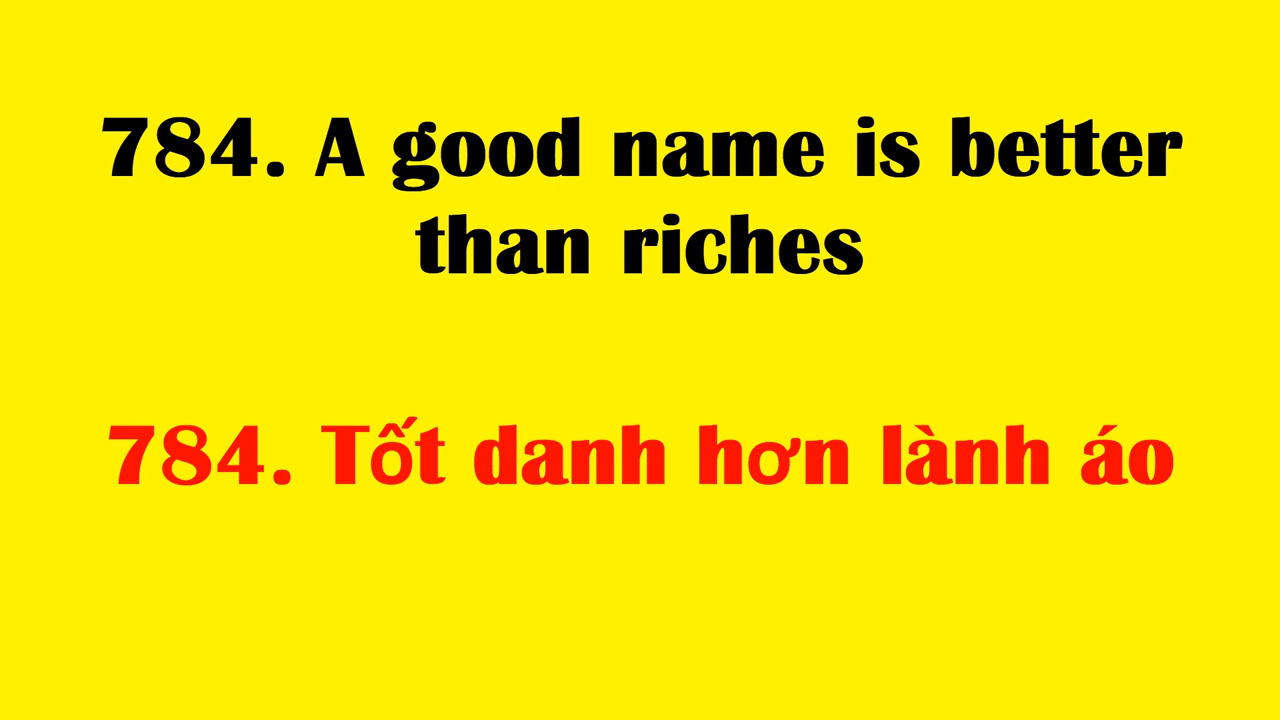 784. A good name is better
than riches
784. Tốt danh hơn lành áo